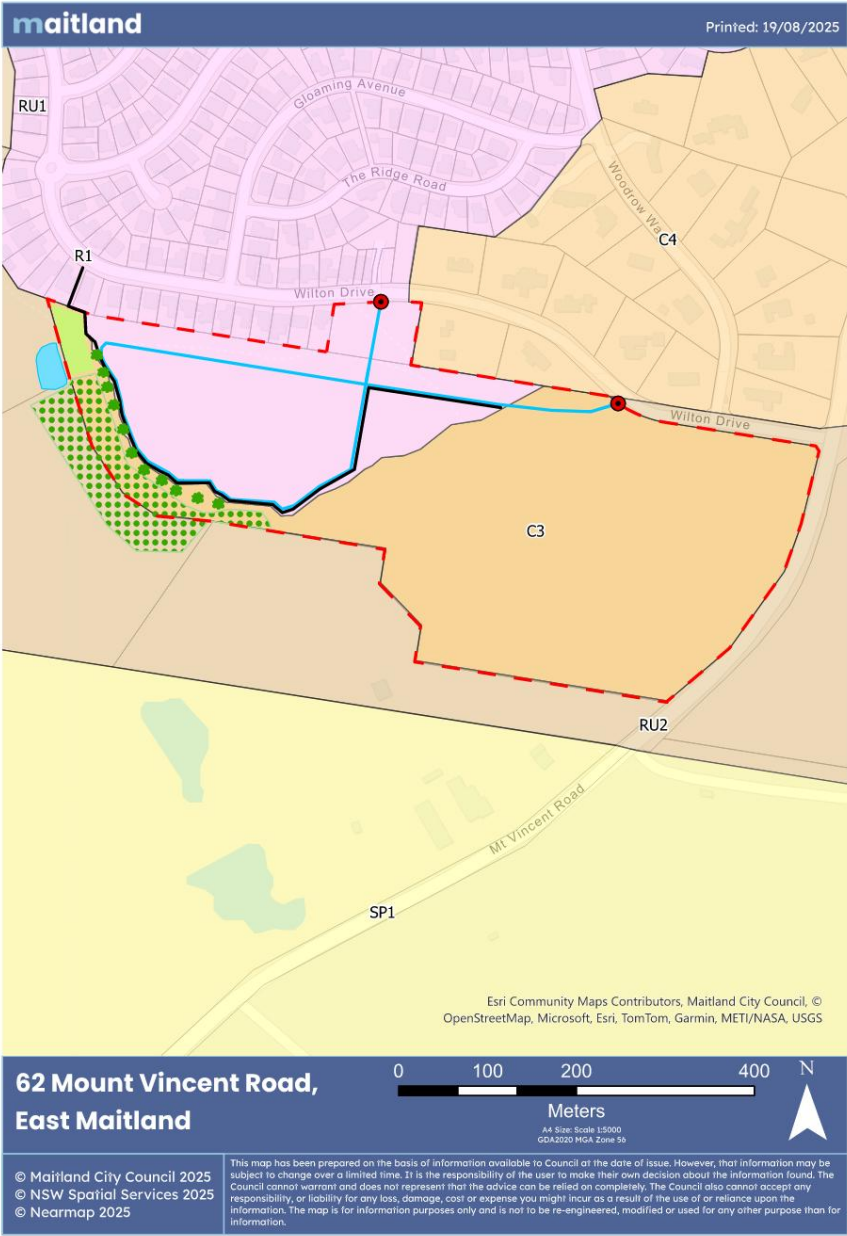 maitland
Printed: 19/08/2025
RU1
Gloaming Avenue
The Ridge Road
Woodrow Wa
C4
R1
Wilton Drive
Wilton Drive
C3
RU2
Mt Vincent Road
SP1
Esri Community Maps Contributors, Maitland City Council, ©
OpenStreetMap, Microsoft, Esri, TomTom, Garmin, METI/NASA, USGS
62 Mount Vincent Road,
East Maitland
0 100 200 400
Meters
A4 Size: Scale 1:5000
GDA2020 MGA Zone 56
N
© Maitland City Council 2025
© NSW Spatial Services 2025
© Nearmap 2025
This map has been prepared on the basis of information available to Council at the date of issue. However, that information may be
subject to change over a limited time. It is the responsibility of the user to make their own decision about the information found. The
Council cannot warrant and does not represent that the advice can be relied on completely. The Council also cannot accept any
responsibility, or liability for any loss, damage, cost or expense you might incur as a result of the use of or reliance upon the
information. The map is for information purposes only and is not to be re-engineered, modified or used for any other purpose than for
information.